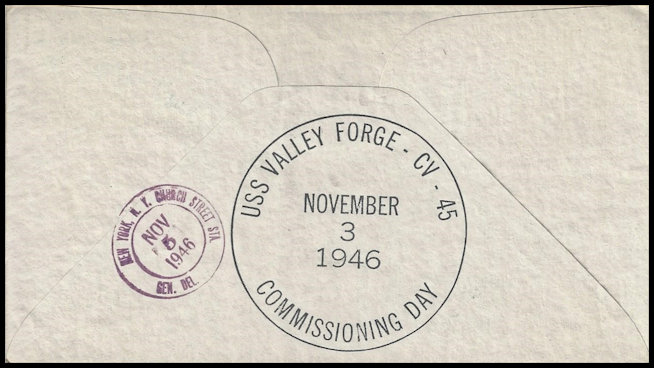 USS VALLEY FORGE - CV - 45
NOVEMBER
3
1946
COMMISSIONING DAY
NEW YORK, N. Y. CHURCH STREET STA.
NOV
5
1946
GEN. DEL.